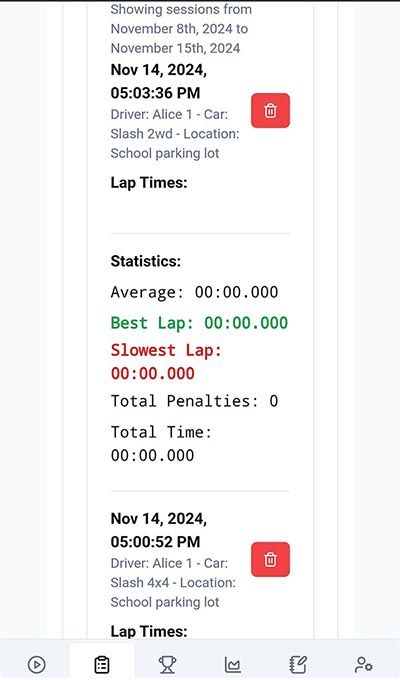 Showing sessions from
November 8th, 2024 to
November 15th, 2024
Nov 14, 2024,
05:03:36 PM
Driver: Alice 1 - Car:
Slash 2wd - Location:
School parking lot
Lap Times:
Statistics:
Average: 00:00.000
Best Lap: 00:00.000
Slowest Lap:
00:00.000
Total Penalties: 0
Total Time:
00:00.000
Nov 14, 2024,
05:00:52 PM
Driver: Alice 1 - Car:
Slash 4x4 - Location:
School parking lot
Lap Times: